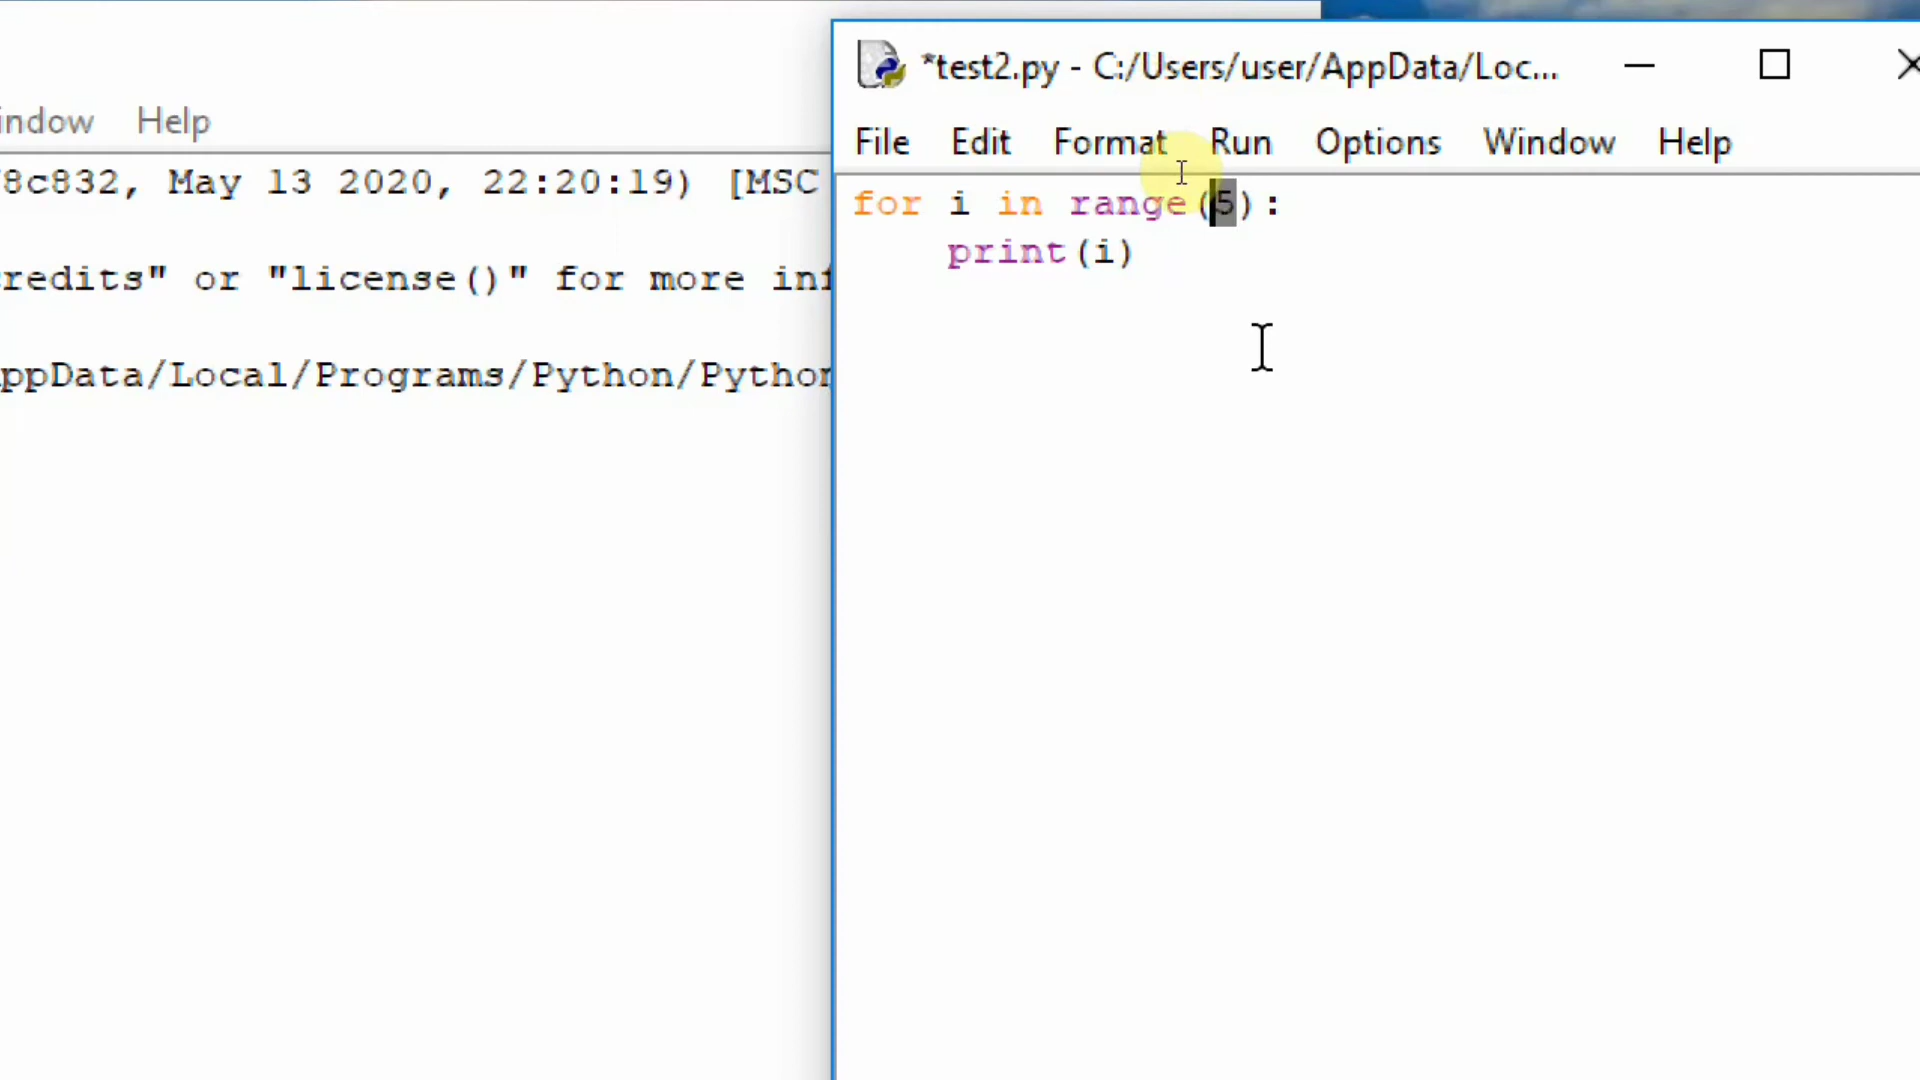 indow Help
8c832, May 13 2020, 22:20:19) [MSC
redits" or "license()" for more inf
ppData/Local/Programs/Python/Python
*test2.py - C:/Users/user/AppData/Loc...
File Edit Format Run Options Window Help
for i in range(5):
    print(i)